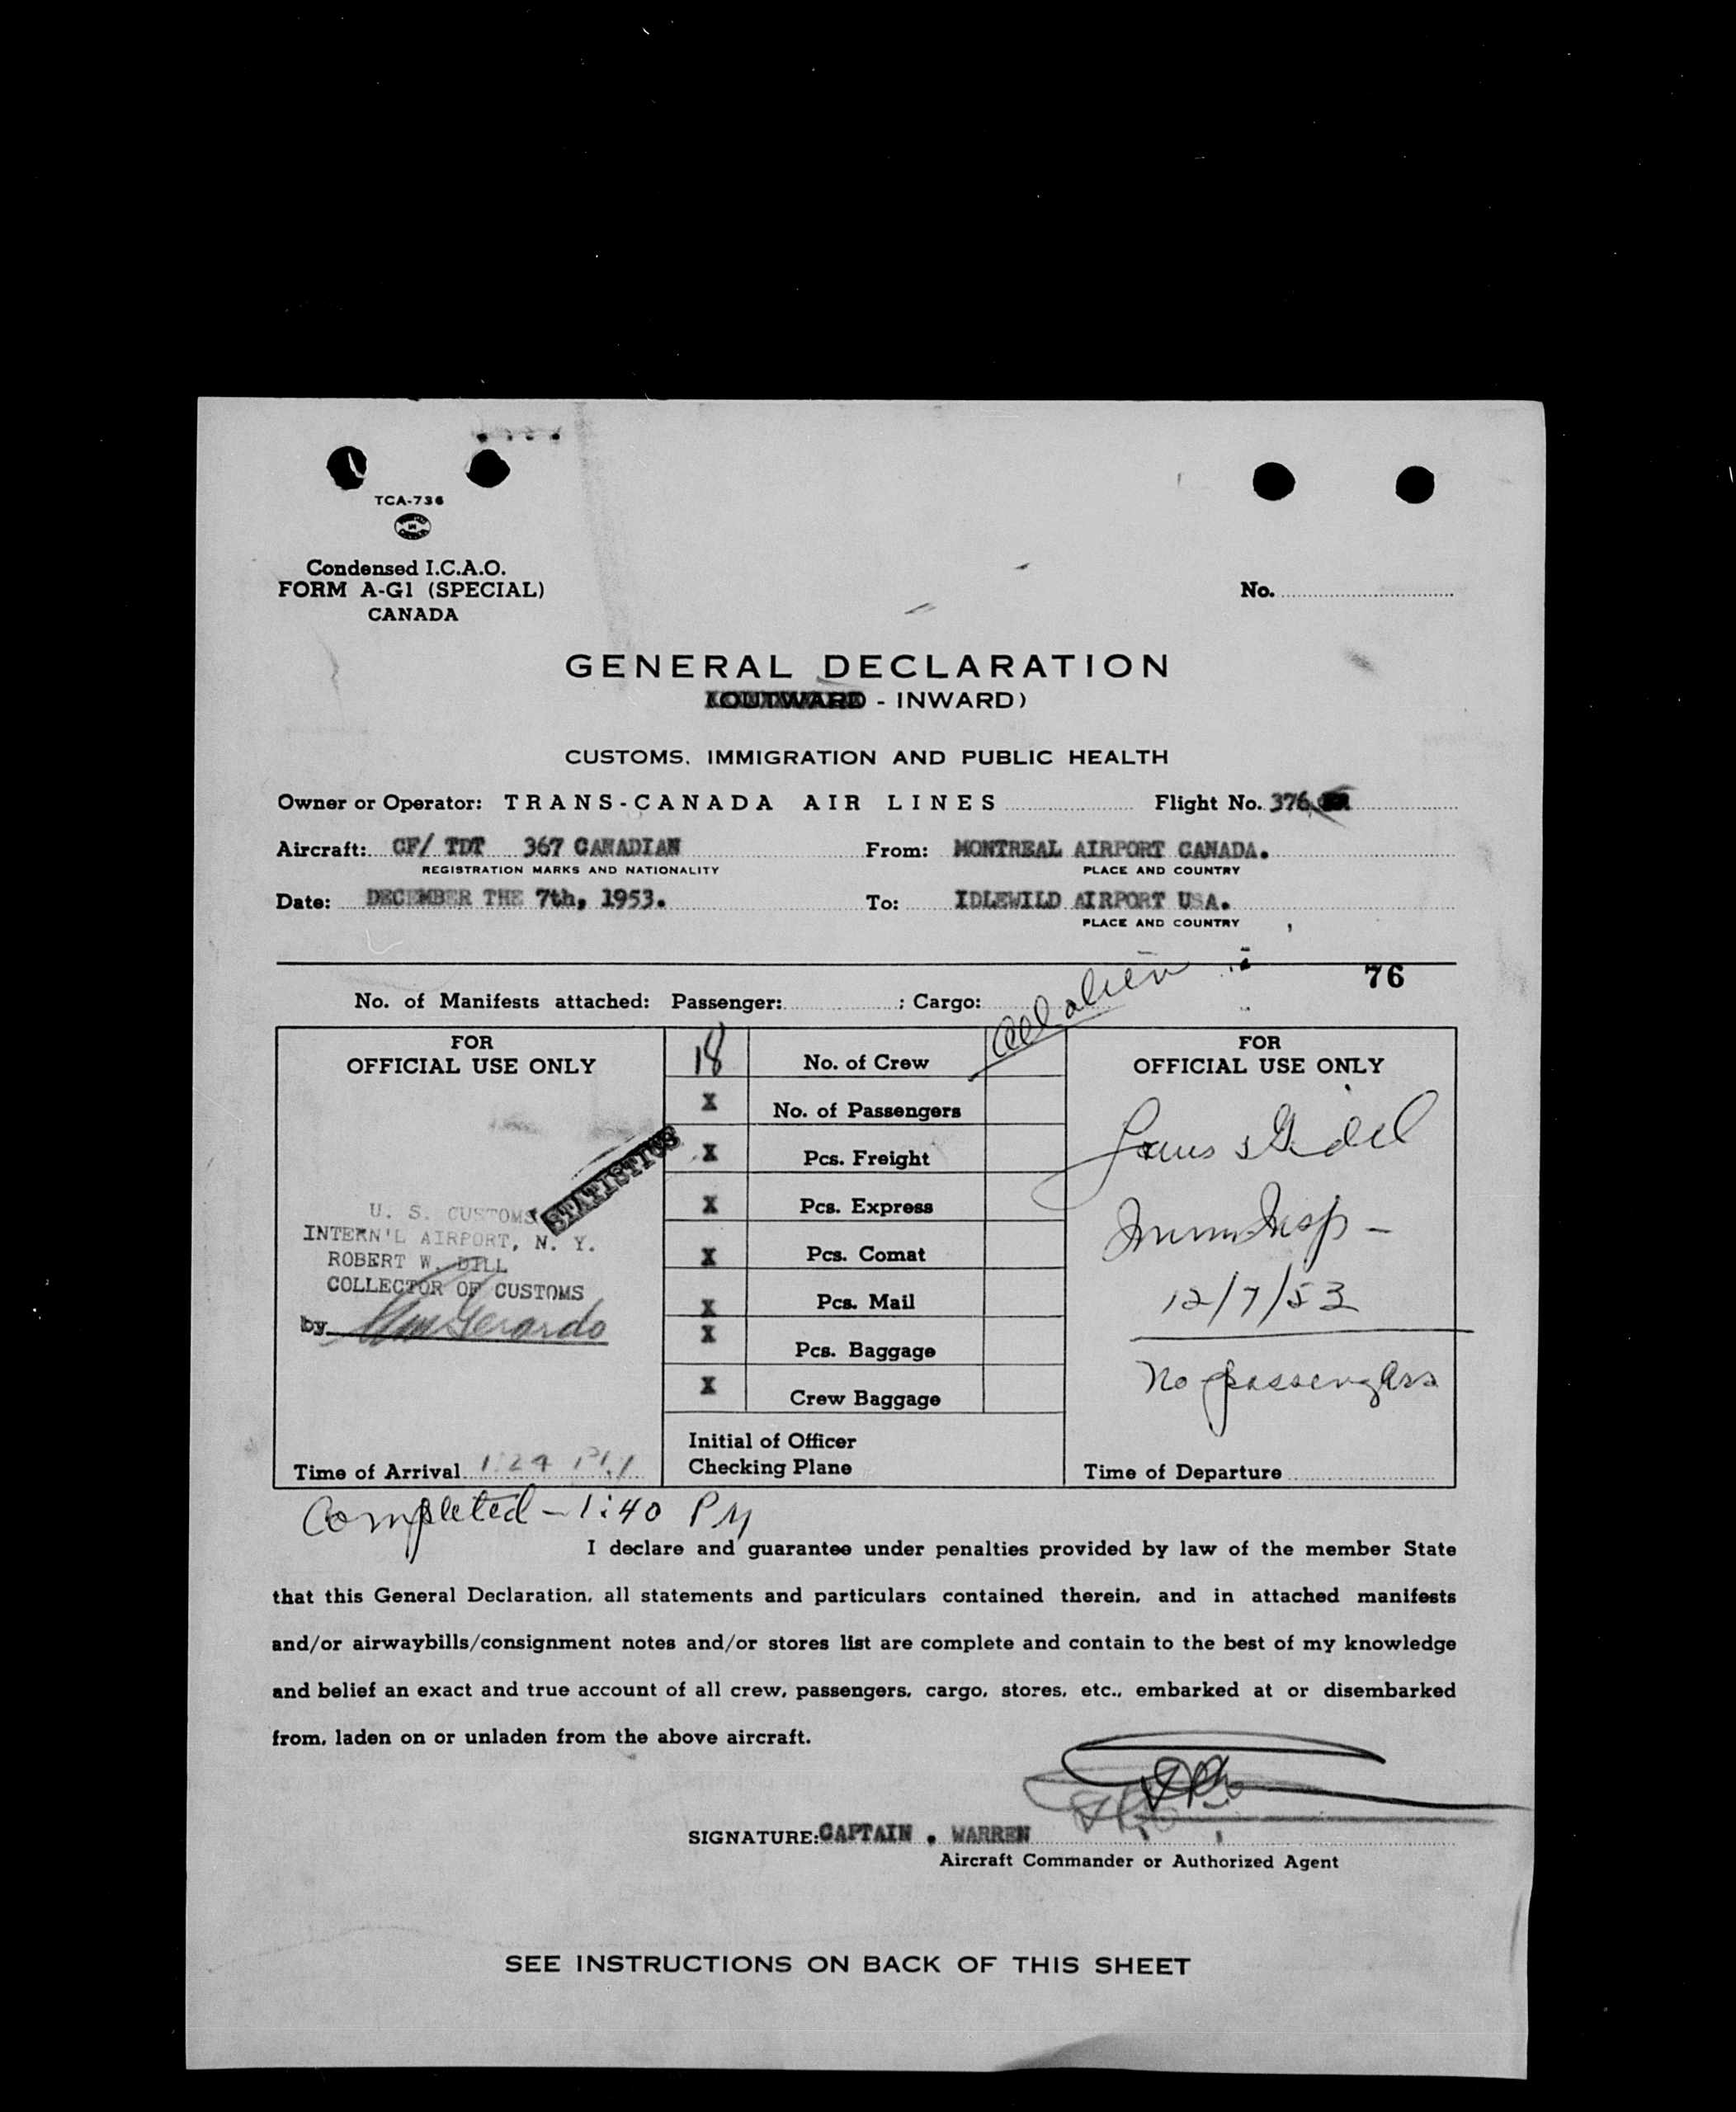 TCA-736
Condensed I.C.A.O.
FORM A-G1 (SPECIAL)
CANADA
No.
GENERAL DECLARATION
(OUTWARD - INWARD)
CUSTOMS, IMMIGRATION AND PUBLIC HEALTH
Owner or Operator: TRANS-CANADA AIR LINES Flight No. 376
Aircraft: CF/ TDT 367 CANADIAN From: MONTREAL AIRPORT CANADA.
REGISTRATION MARKS AND NATIONALITY PLACE AND COUNTRY
Date: DECEMBER THE 7th, 1953. To: IDLEWILD AIRPORT USA.
PLACE AND COUNTRY
76
No. of Manifests attached: Passenger: ; Cargo:
all alien
FOR
OFFICIAL USE ONLY
STATISTICS
U. S. CUSTOMS
INTERN'L AIRPORT, N. Y.
ROBERT W. DILL
COLLECTOR OF CUSTOMS
by Gerardo
Time of Arrival 1:24 PM
18 No. of Crew
X No. of Passengers
X Pcs. Freight
X Pcs. Express
X Pcs. Comat
X Pcs. Mail
X Pcs. Baggage
X Crew Baggage
Initial of Officer
Checking Plane
FOR
OFFICIAL USE ONLY
Imm Insp -
12/7/53
No passengers
Time of Departure
Completed - 1:40 PM
I declare and guarantee under penalties provided by law of the member State
that this General Declaration, all statements and particulars contained therein, and in attached manifests
and/or airwaybills/consignment notes and/or stores list are complete and contain to the best of my knowledge
and belief an exact and true account of all crew, passengers, cargo, stores, etc., embarked at or disembarked
from, laden on or unladen from the above aircraft.
SIGNATURE: CAPTAIN . WARREN
Aircraft Commander or Authorized Agent
SEE INSTRUCTIONS ON BACK OF THIS SHEET